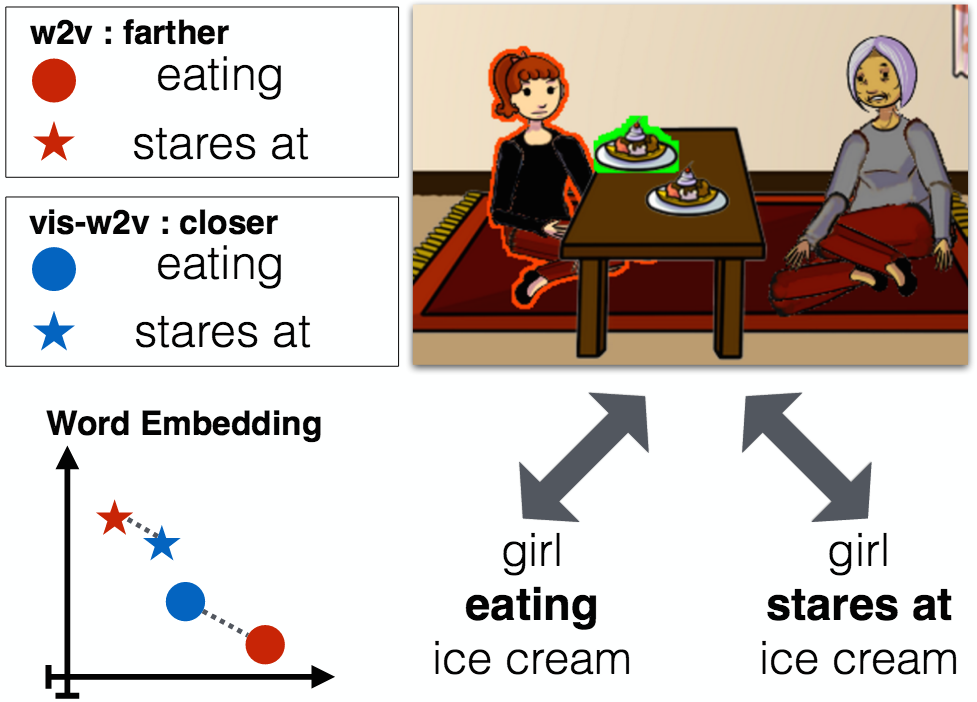 w2v : farther
eating
stares at
vis-w2v : closer
eating
stares at
Word Embedding
girl
eating
ice cream
girl
stares at
ice cream